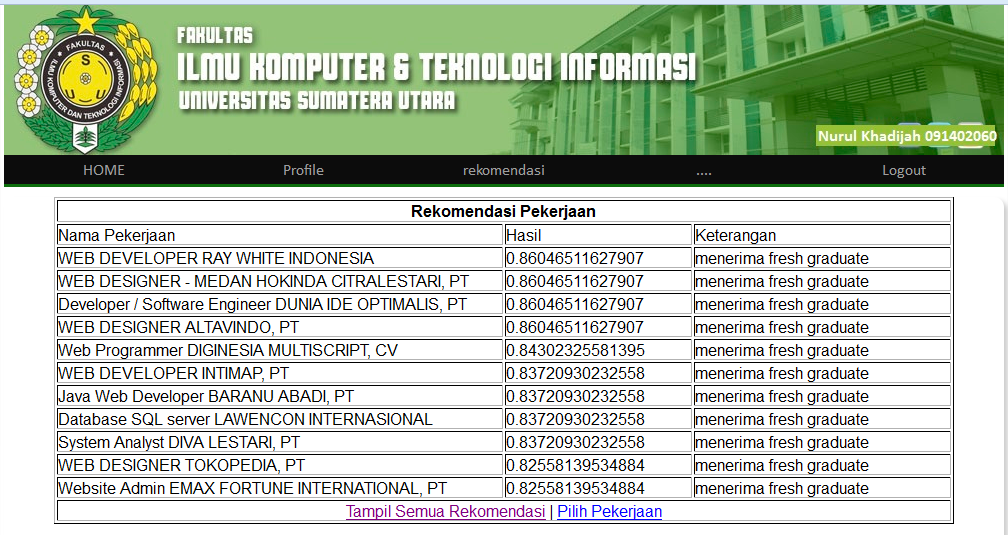 FAKULTAS
ILMU KOMPUTER & TEKNOLOGI INFORMASI
UNIVERSITAS SUMATERA UTARA
FAKULTAS
ILMU KOMPUTER DAN TEKNOLOGI INFORMASI
Nurul Khadijah 091402060
HOME Profile rekomendasi .... Logout
Rekomendasi Pekerjaan
Nama Pekerjaan Hasil Keterangan
WEB DEVELOPER RAY WHITE INDONESIA 0.86046511627907 menerima fresh graduate
WEB DESIGNER - MEDAN HOKINDA CITRALESTARI, PT 0.86046511627907 menerima fresh graduate
Developer / Software Engineer DUNIA IDE OPTIMALIS, PT 0.86046511627907 menerima fresh graduate
WEB DESIGNER ALTAVINDO, PT 0.86046511627907 menerima fresh graduate
Web Programmer DIGINESIA MULTISCRIPT, CV 0.84302325581395 menerima fresh graduate
WEB DEVELOPER INTIMAP, PT 0.83720930232558 menerima fresh graduate
Java Web Developer BARANU ABADI, PT 0.83720930232558 menerima fresh graduate
Database SQL server LAWENCON INTERNASIONAL 0.83720930232558 menerima fresh graduate
System Analyst DIVA LESTARI, PT 0.83720930232558 menerima fresh graduate
WEB DESIGNER TOKOPEDIA, PT 0.82558139534884 menerima fresh graduate
Website Admin EMAX FORTUNE INTERNATIONAL, PT 0.82558139534884 menerima fresh graduate
Tampil Semua Rekomendasi | Pilih Pekerjaan